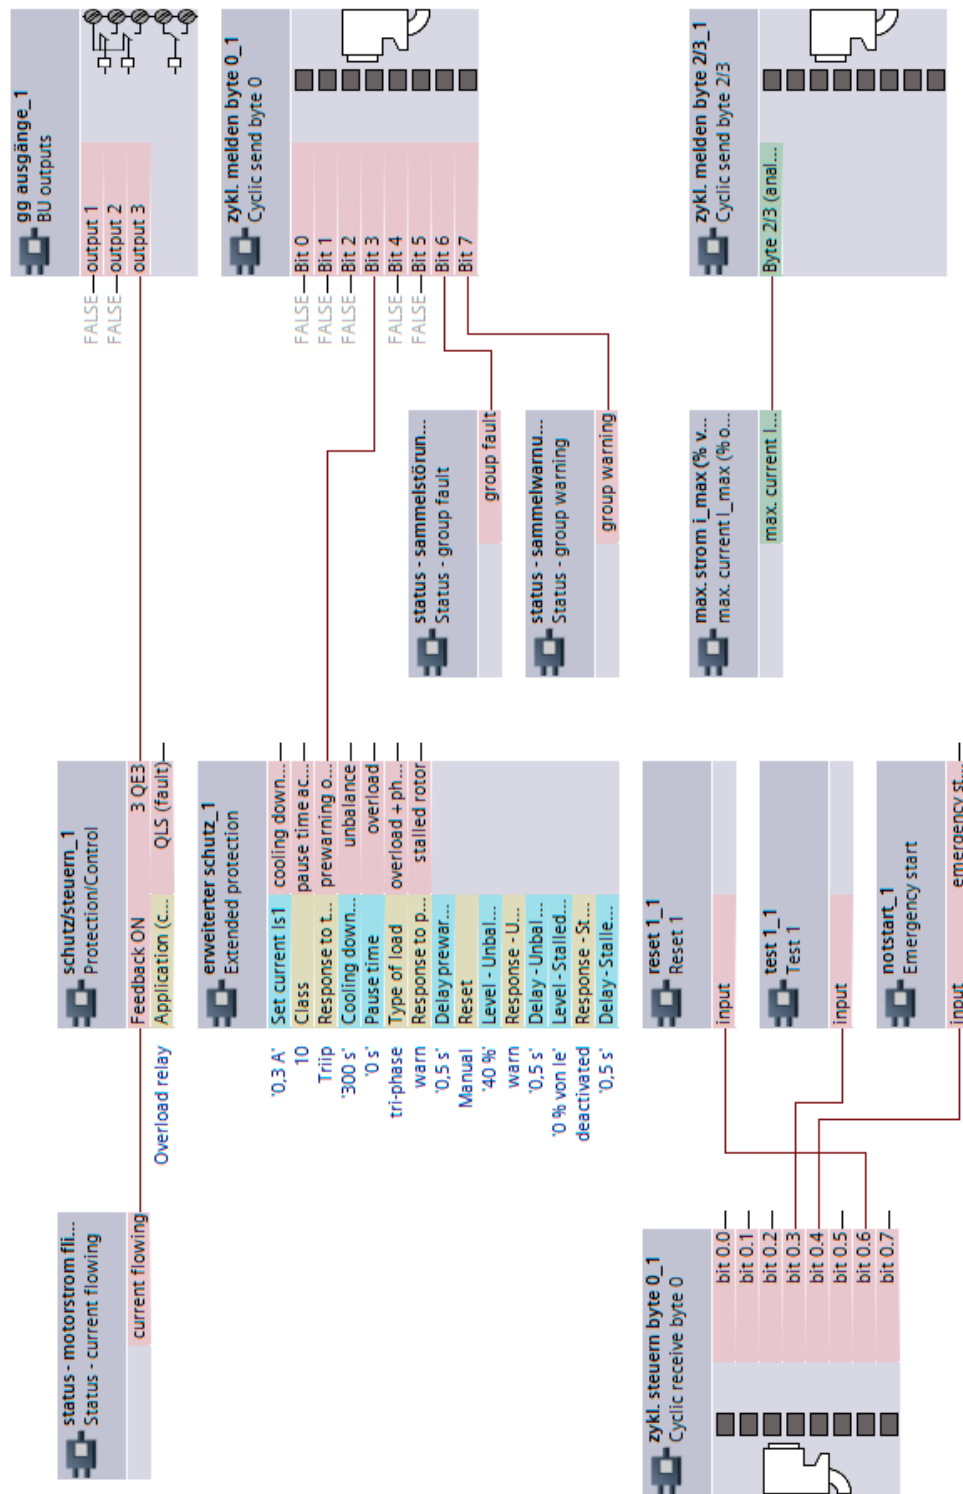 status - motorstrom fli...
Status - current flowing
current flowing
schutz/steuern_1
Protection/Control
Feedback ON
3 QE3
Overload relay
Application (c...
QLS (fault)
gg ausgänge_1
BU outputs
FALSE
output 1
FALSE
output 2
output 3
erweiterter schutz_1
Extended protection
'0,3 A'
Set current Is1
cooling down...
10
Class
pause time ac...
Triip
Response to t...
prewarning o...
'300 s'
Cooling down...
unbalance
'0 s'
Pause time
overload
tri-phase
Type of load
overload + ph...
warn
Response to p...
stalled rotor
'0,5 s'
Delay prewar...
Manual
Reset
'40 %'
Level - Unbal...
warn
Response - U...
'0,5 s'
Delay - Unbal...
'0 % von Ie'
Level - Stalled...
deactivated
Response - St...
'0,5 s'
Delay - Stalle...
zykl. melden byte 0_1
Cyclic send byte 0
FALSE
Bit 0
FALSE
Bit 1
FALSE
Bit 2
Bit 3
FALSE
Bit 4
FALSE
Bit 5
Bit 6
Bit 7
status - sammelstörun...
Status - group fault
group fault
status - sammelwarnu...
Status - group warning
group warning
zykl. steuern byte 0_1
Cyclic receive byte 0
bit 0.0
bit 0.1
bit 0.2
bit 0.3
bit 0.4
bit 0.5
bit 0.6
bit 0.7
reset 1_1
Reset 1
input
test 1_1
Test 1
input
notstart_1
Emergency start
input
emergency st...
max. strom i_max (% v...
max. current I_max (% o...
max. current I...
zykl. melden byte 2/3_1
Cyclic send byte 2/3
Byte 2/3 (anal...